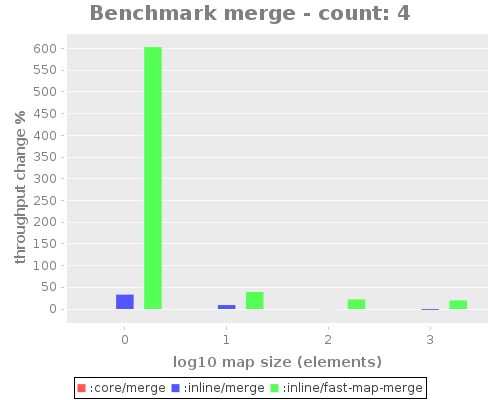 Benchmark merge - count: 4
throughput change %
600
550
500
450
400
350
300
250
200
150
100
50
0
0 1 2 3
log10 map size (elements)
:core/merge :inline/merge :inline/fast-map-merge